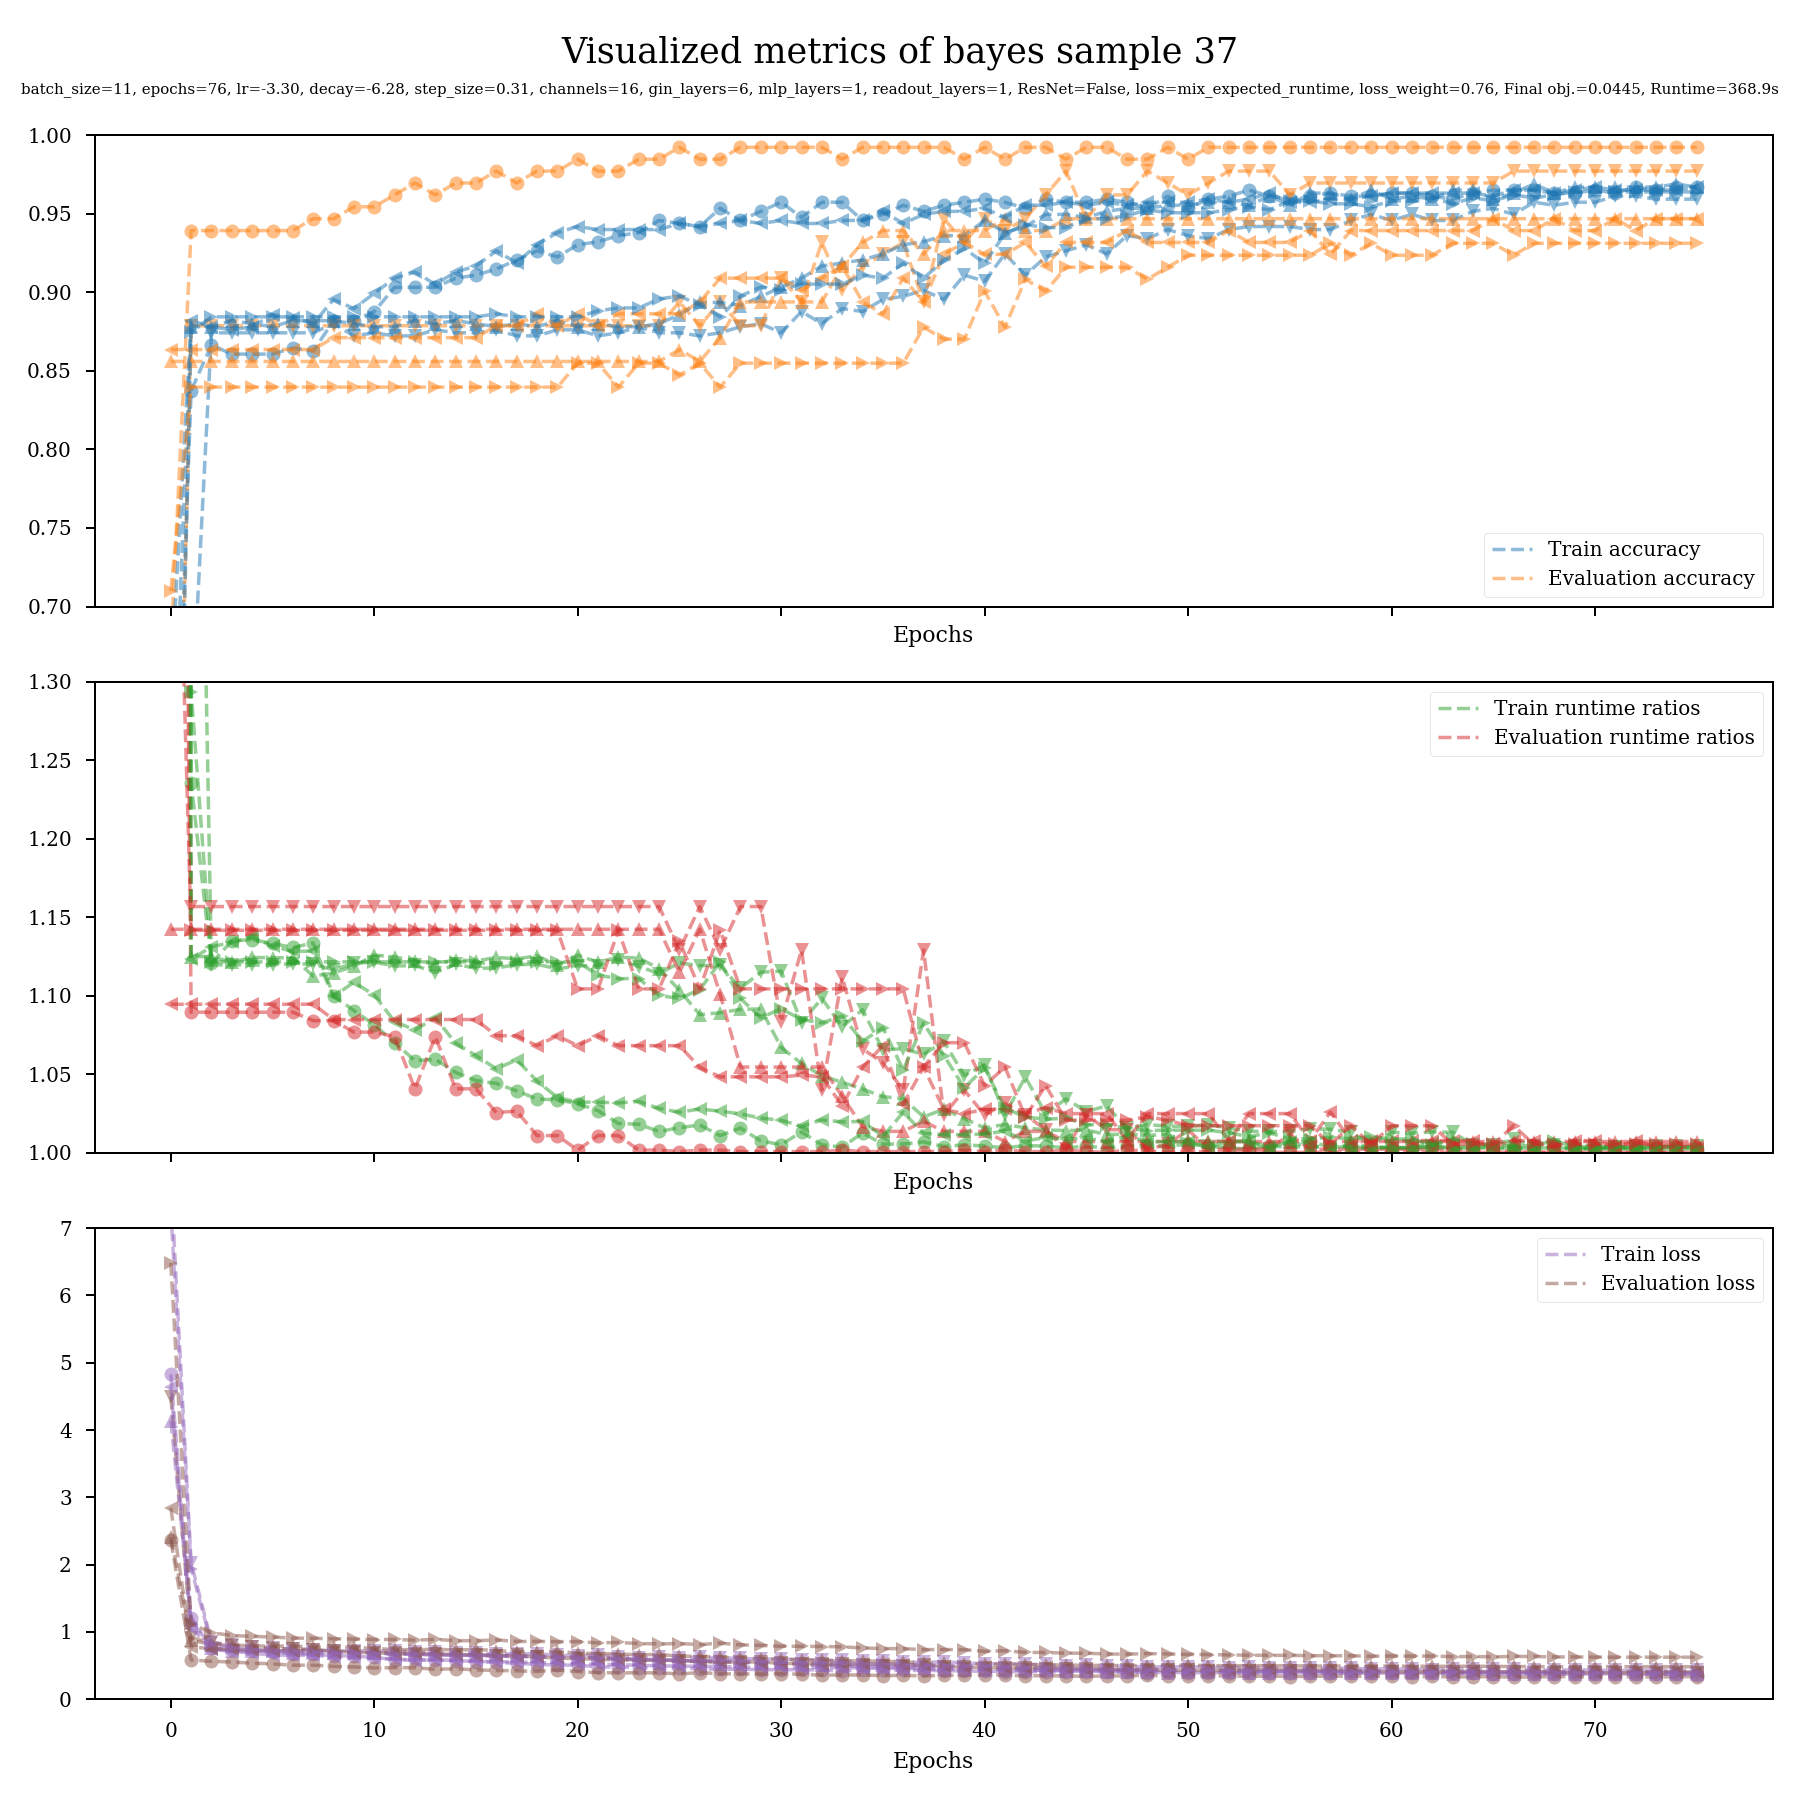 Visualized metrics of bayes sample 37
batch_size=11, epochs=76, lr=-3.30, decay=-6.28, step_size=0.31, channels=16, gin_layers=6, mlp_layers=1, readout_layers=1, ResNet=False, loss=mix_expected_runtime, loss_weight=0.76, Final obj.=0.0445, Runtime=368.9s
1.00
0.95
0.90
0.85
0.80
0.75
0.70
Train accuracy
Evaluation accuracy
Epochs
1.30
1.25
1.20
1.15
1.10
1.05
1.00
Train runtime ratios
Evaluation runtime ratios
Epochs
7
6
5
4
3
2
1
0
Train loss
Evaluation loss
0 10 20 30 40 50 60 70
Epochs